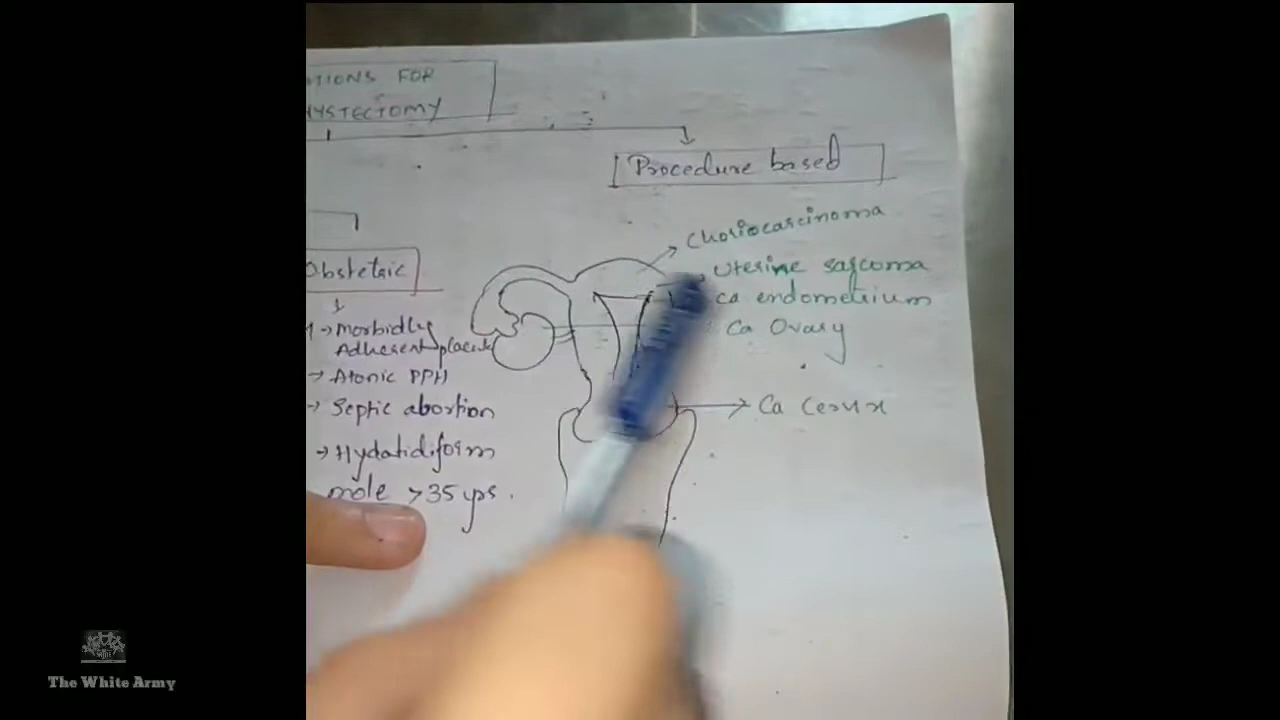 TIONS FOR
HYSTECTOMY
Procedure based
Choriocarcinoma
Uterine sarcoma
Ca endometrium
Ca Ovary
Ca Cervix
Obstetric
→ Morbidly
Adherent placenta
→ Atonic PPH
→ Septic abortion
→ Hydatidiform
mole >35 yrs.
The White Army